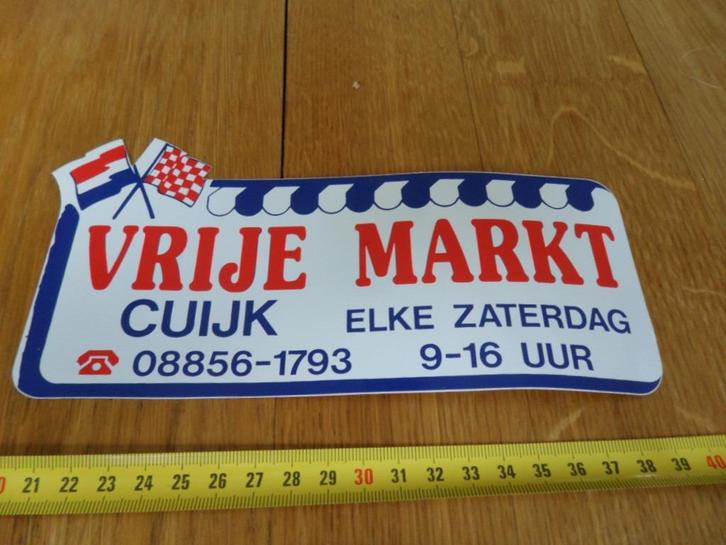 VRIJE MARKT
CUIJK
ELKE ZATERDAG
08856-1793
9-16 UUR
21 22 23 24 25 26 27 28 29 30 31 32 33 34 35 36 37 38 39 40